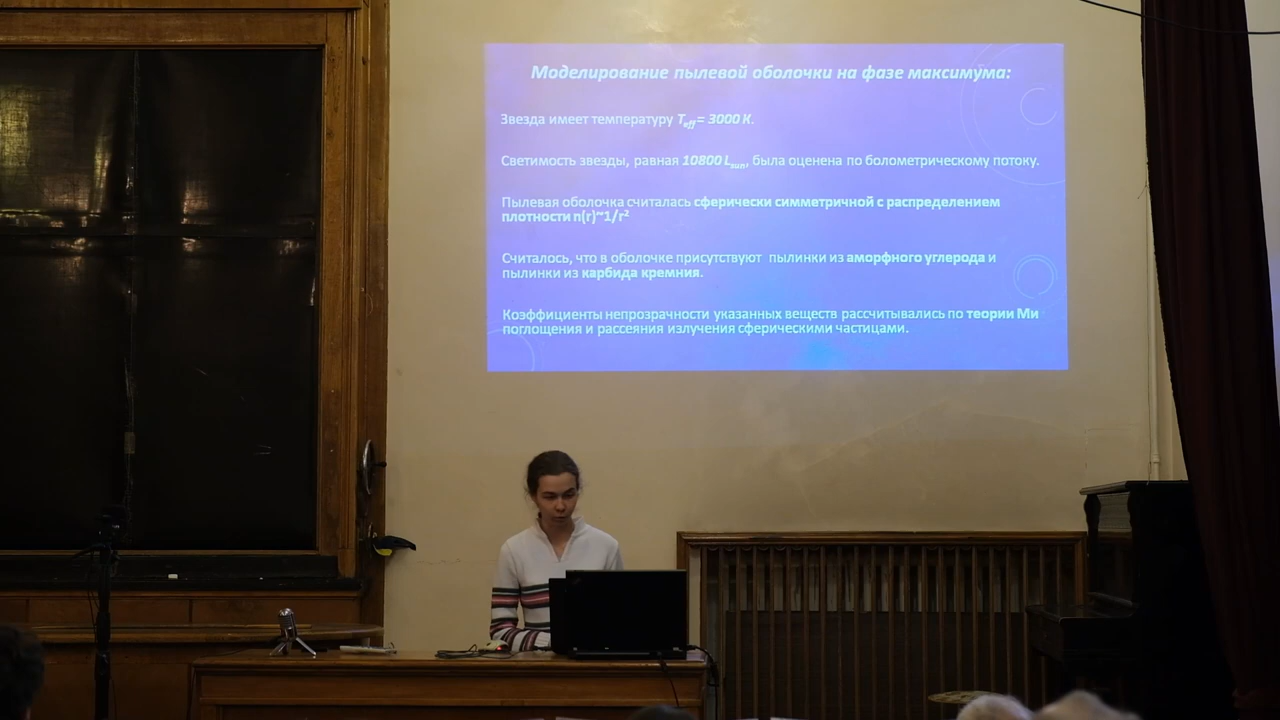 Моделирование пылевой оболочки на фазе максимума:
Звезда имеет температуру Teff = 3000 K.
Светимость звезды, равная 10800 Lsun, была оценена по болометрическому потоку.
Пылевая оболочка считалась сферически симметричной с распределением
плотности n(r)~1/r²
Считалось, что в оболочке присутствуют пылинки из аморфного углерода и
пылинки из карбида кремния.
Коэффициенты непрозрачности указанных веществ рассчитывались по теории Ми
поглощения и рассеяния излучения сферическими частицами.